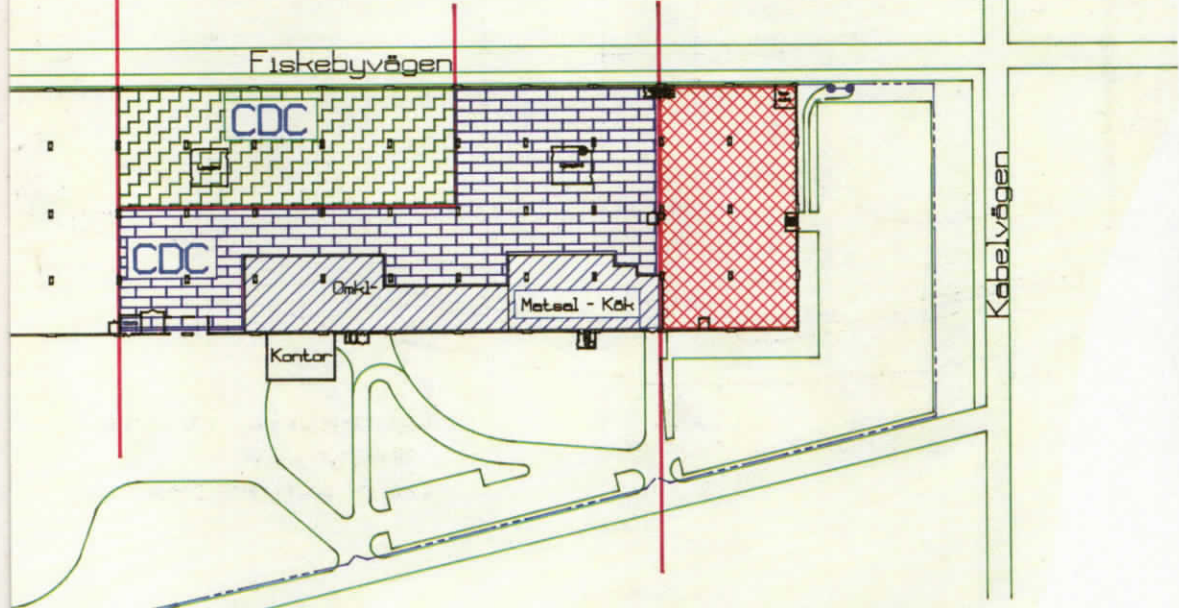 Fiskebyvägen
CDC
CDC
Omkl-
Matsal - Kök
Kontor
Kabelvägen